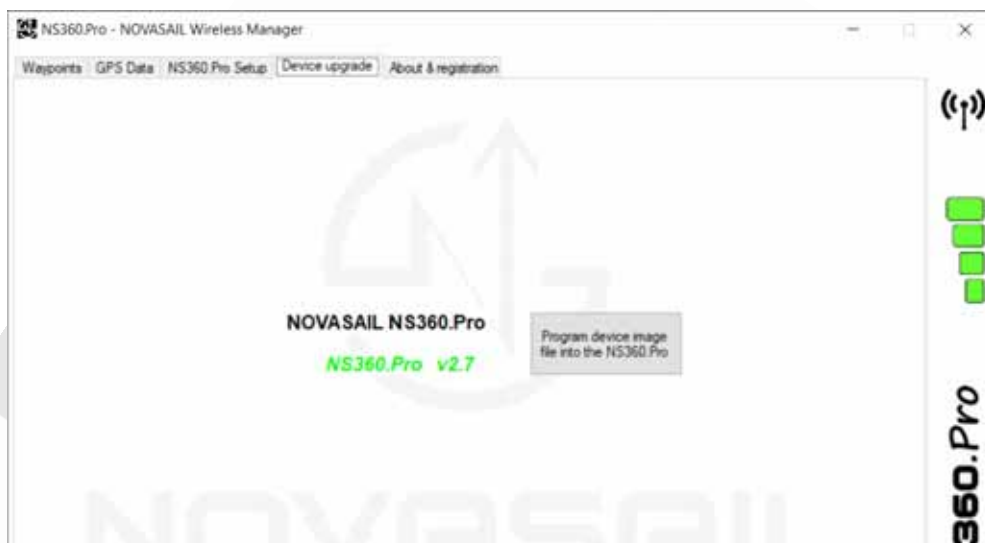 NS360.Pro - NOVASAIL Wireless Manager
Waypoints GPS Data NS360.Pro Setup Device upgrade About & registration
NOVASAIL NS360.Pro
NS360.Pro v2.7
Program device image
file into the NS360.Pro
360.Pro
NOVASAIL